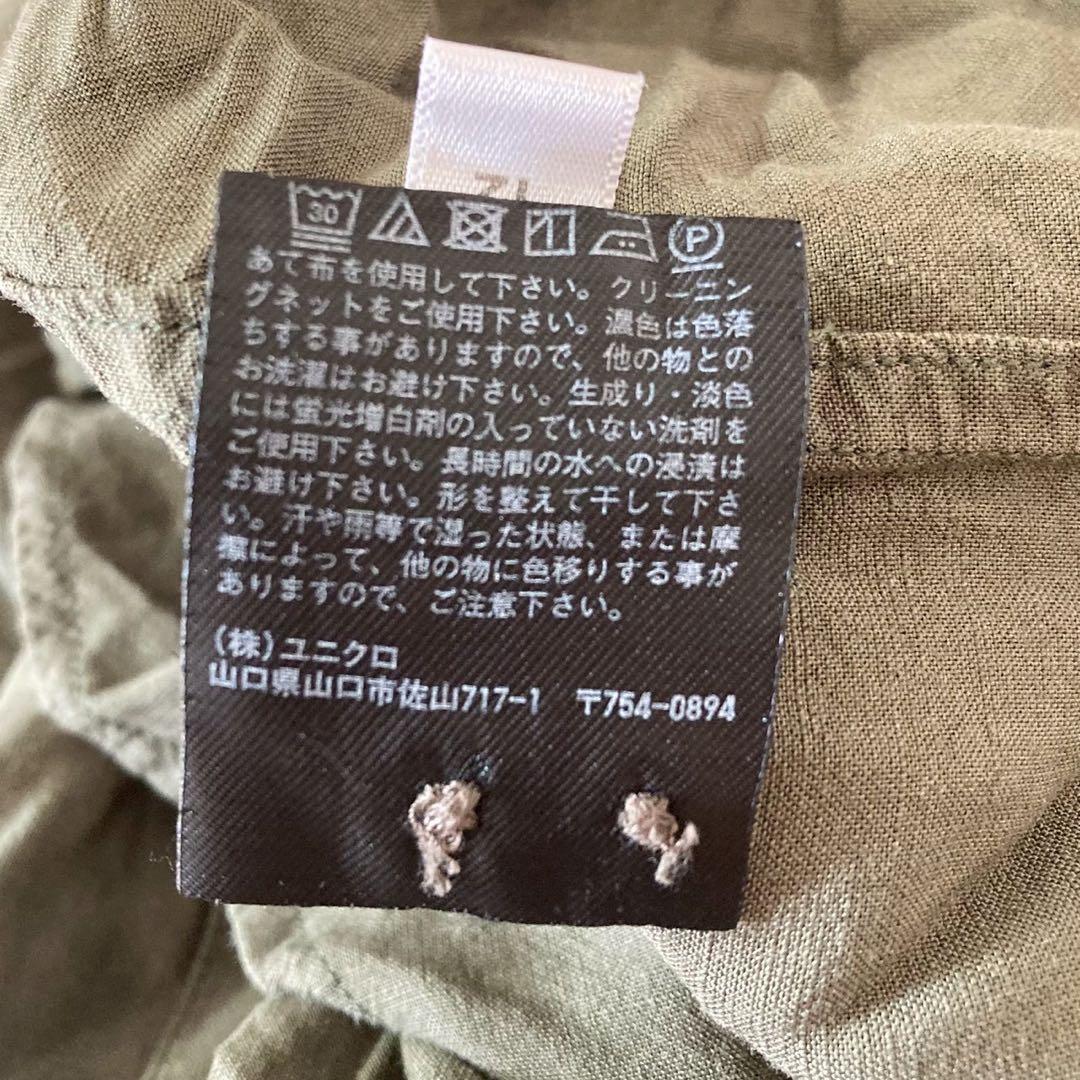 30 P
あて布を使用して下さい。クリーニン
グネットをご使用下さい。濃色は色落
ちする事がありますので、他の物との
お洗濯はお避け下さい。生成り・淡色
には蛍光増白剤の入っていない洗剤を
ご使用下さい。長時間の水への浸漬は
お避け下さい。形を整えて干して下さ
い。汗や雨等で湿った状態、または摩
擦によって、他の物に色移りする事が
ありますので、ご注意下さい。
(株)ユニクロ
山口県山口市佐山717-1 〒754-0894